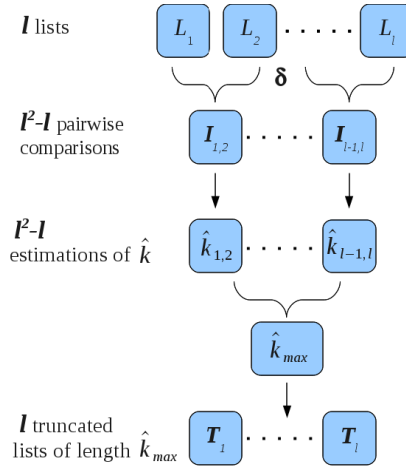 l lists L₁ L₂ ····· Lₗ
δ
l²-l pairwise
comparisons I₁,₂ ····· Iₗ₋₁,ₗ
l²-l
estimations of k̂ k̂₁,₂ ····· k̂ₗ₋₁,ₗ
k̂ₘₐₓ
l truncated
lists of length k̂ₘₐₓ T₁ ····· Tₗ